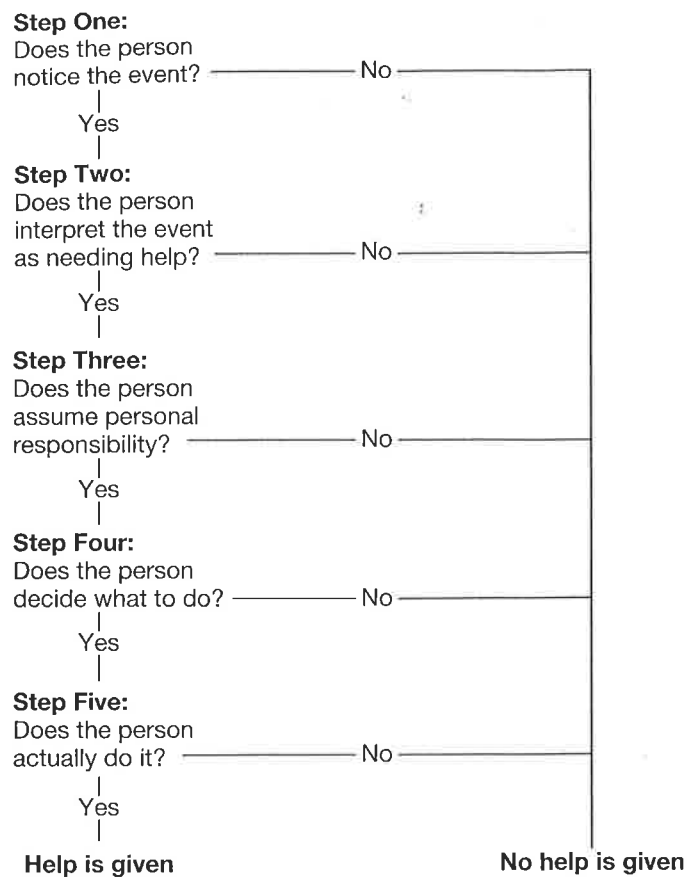 Step One:
Does the person
notice the event?
No
Yes
Step Two:
Does the person
interpret the event
as needing help?
No
Yes
Step Three:
Does the person
assume personal
responsibility?
No
Yes
Step Four:
Does the person
decide what to do?
No
Yes
Step Five:
Does the person
actually do it?
No
Yes
Help is given
No help is given